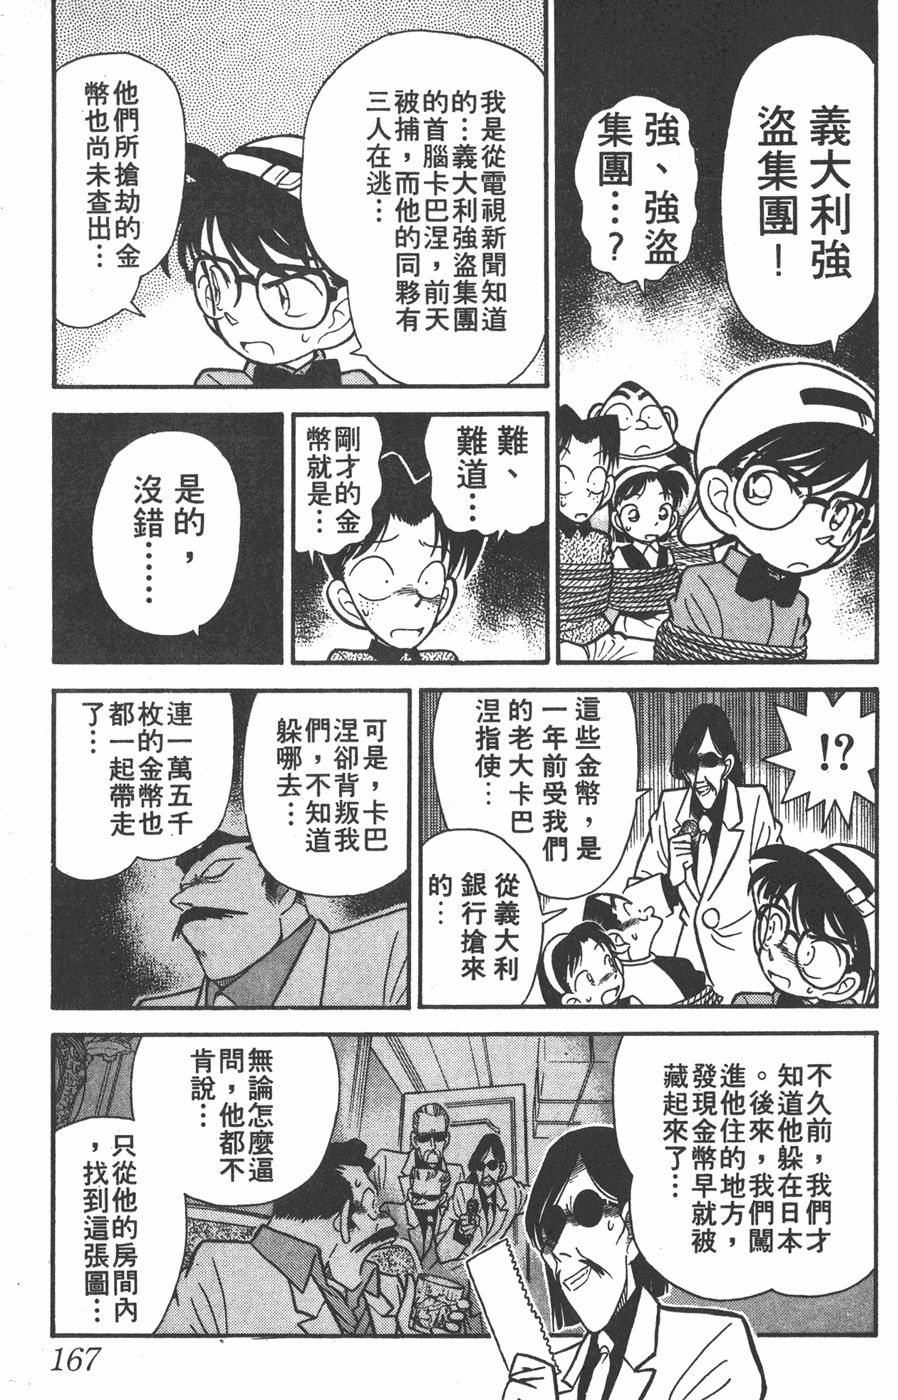 義大利強
盜集團！
強、強盜
集團…？
我是從電視新聞知道
的…義大利強盜集團
的首腦卡巴涅，前天
被捕，而他的同夥有
三人在逃…
他們所搶劫的金
幣也尚未查出…
難、
難道…
剛才的金
幣就是…
是的，
沒錯……
!?
這些金幣，是
一年前受我們
的老大卡巴
涅指使…
從義大利
銀行搶來
的…
可是，卡巴
涅卻背叛我
們，不知道
躲哪去…
連一萬五千
枚的金幣也
都一起帶走
了…
不久前，我們才
知道他躲在日本
。後來，我們闖
進他住的地方，
發現金幣早就被
藏起來了…
無論怎麼逼
問，他都不
肯說…
只從他的房間內
，找到這張圖…
167